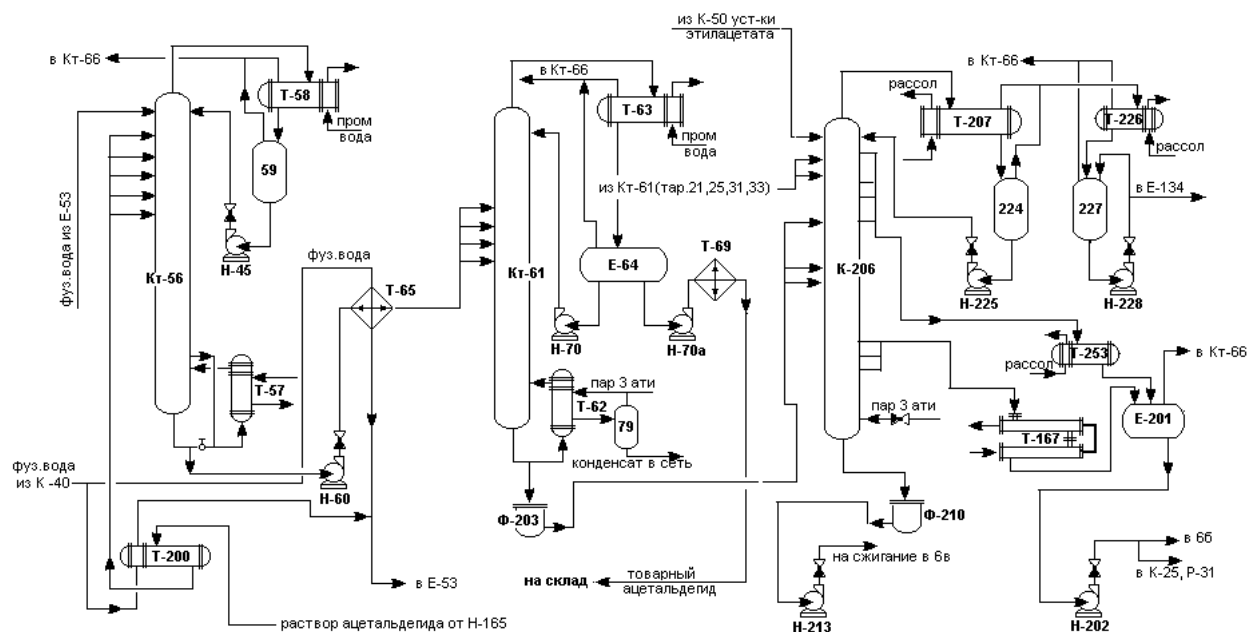 из К-50 уст-ки
этилацетата
в Кт-66
в Кт-66
в Кт-66
Т-58
Т-63
рассол
Т-207
Т-226
пром
вода
пром
вода
рассол
59
из Кт-61(тар.21,25,31,33)
224
227
в Е-134
фуз.вода из Е-53
Н-45
фуз.вода
Кт-56
Т-65
Кт-61
Е-64
Т-69
К-206
Н-225
Н-228
Н-70
Н-70а
Т-253
рассол
в Кт-66
Т-57
пар 3 ати
Т-62
79
пар 3 ати
Е-201
Т-167
конденсат в сеть
фуз.вода
из К -40
Н-60
Ф-203
Ф-210
Т-200
на сжигание в 6в
в 6б
в К-25, Р-31
на склад
товарный
ацетальдегид
в Е-53
раствор ацетальдегида от Н-165
Н-213
Н-202